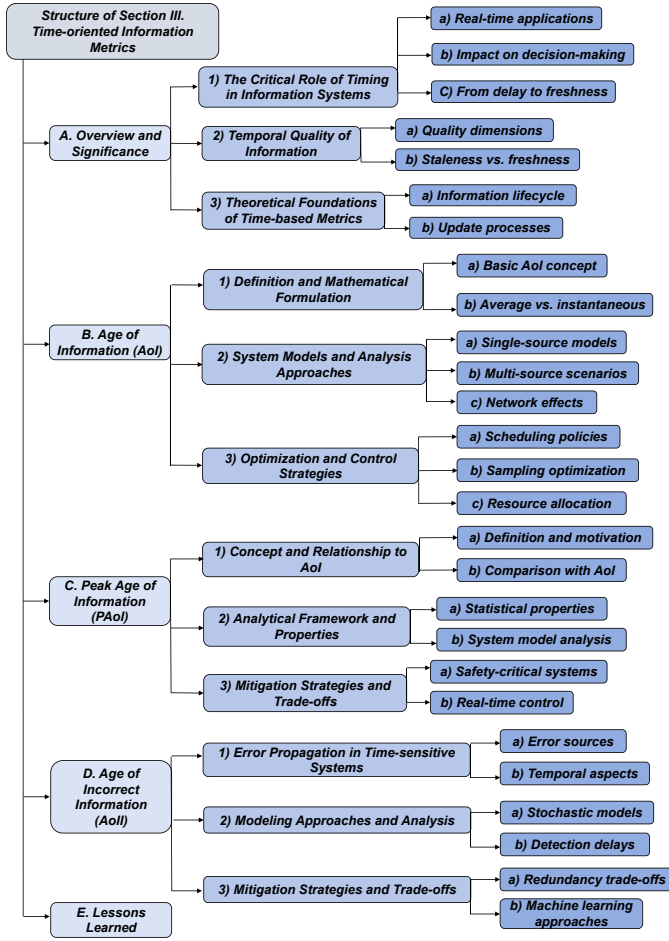 Structure of Section III.
Time-oriented Information
Metrics
A. Overview and
Significance
1) The Critical Role of Timing
in Information Systems
a) Real-time applications
b) Impact on decision-making
C) From delay to freshness
2) Temporal Quality of
Information
a) Quality dimensions
b) Staleness vs. freshness
3) Theoretical Foundations
of Time-based Metrics
a) Information lifecycle
b) Update processes
B. Age of
Information (AoI)
1) Definition and Mathematical
Formulation
a) Basic AoI concept
b) Average vs. instantaneous
2) System Models and Analysis
Approaches
a) Single-source models
b) Multi-source scenarios
c) Network effects
3) Optimization and Control
Strategies
a) Scheduling policies
b) Sampling optimization
c) Resource allocation
C. Peak Age of
Information
(PAoI)
1) Concept and Relationship to
AoI
a) Definition and motivation
b) Comparison with AoI
2) Analytical Framework and
Properties
a) Statistical properties
b) System model analysis
3) Mitigation Strategies and
Trade-offs
a) Safety-critical systems
b) Real-time control
D. Age of
Incorrect
Information
(AoII)
1) Error Propagation in Time-sensitive
Systems
a) Error sources
b) Temporal aspects
2) Modeling Approaches and Analysis
a) Stochastic models
b) Detection delays
3) Mitigation Strategies and Trade-offs
a) Redundancy trade-offs
b) Machine learning
approaches
E. Lessons
Learned